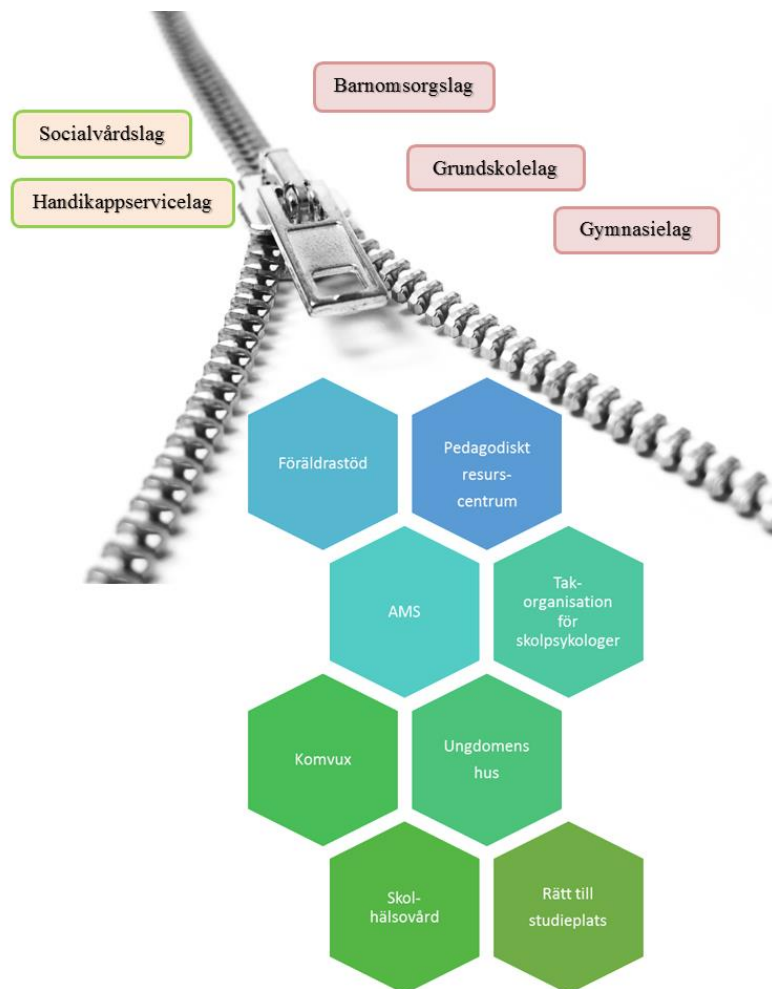 Barnomsorgslag
Socialvårdslag
Grundskolelag
Handikappservicelag
Gymnasielag
Föräldrastöd
Pedagodiskt
resurs-
centrum
AMS
Tak-
organisation
för
skolpsykologer
Komvux
Ungdomens
hus
Skol-
hälsovård
Rätt till
studieplats